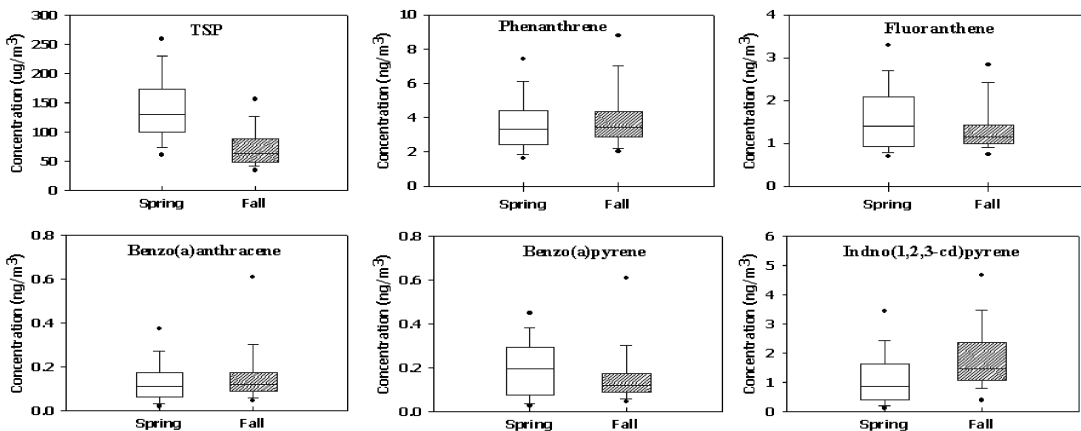 TSP
Concentration (ug/m3)
300
250
200
150
100
50
0
Spring Fall
Phenanthrene
Concentration (ng/m3)
10
8
6
4
2
0
Spring Fall
Fluoranthene
Concentration (ng/m3)
4
3
2
1
0
Spring Fall
Benzo(a)anthracene
Concentration (ng/m³)
0.8
0.6
0.4
0.2
0.0
Spring Fall
Benzo(a)pyrene
Concentration (ng/m³)
0.8
0.6
0.4
0.2
0.0
Spring Fall
Indno(1,2,3-cd)pyrene
Concentration (ng/m³)
6
5
4
3
2
1
0
Spring Fall